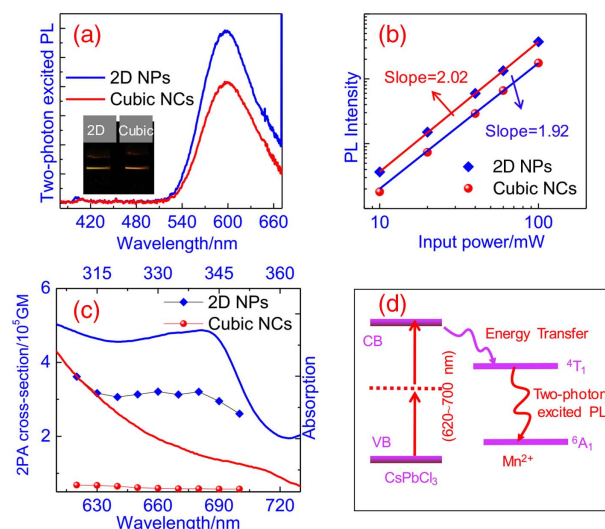 (a)
Two-photon excited PL
2D NPs
Cubic NCs
2D Cubic
420 480 540 600 660
Wavelength/nm
(b)
PL Intensity
Slope=2.02
Slope=1.92
2D NPs
Cubic NCs
10 100
Input power/mW
315 330 345 360
(c)
2PA cross-section/10⁵GM
5
3
1
2D NPs
Cubic NCs
Absorption
630 660 690 720
Wavelength/nm
(d)
CB
Energy Transfer
⁴T₁
(620~700 nm)
Two-photon
excited PL
VB
⁶A₁
Mn²⁺
CsPbCl₃